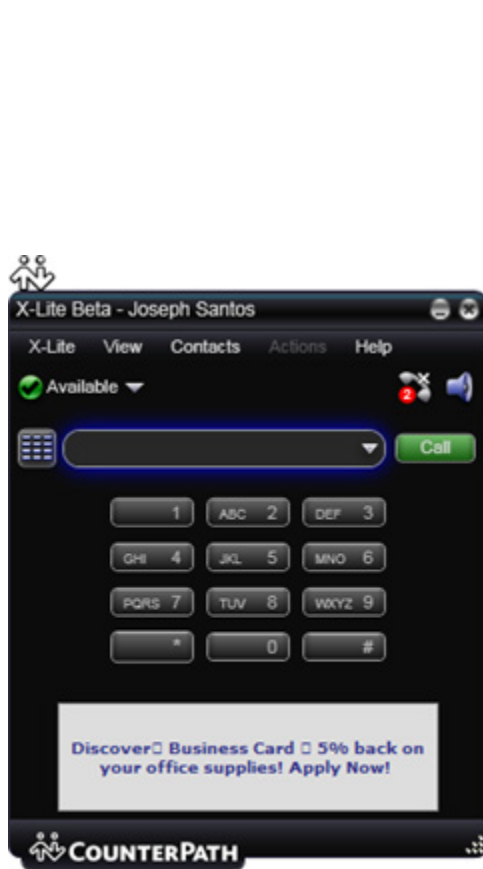 X-Lite Beta - Joseph Santos
X-Lite View Contacts Actions Help
Available 2
Call
1 ABC 2 DEF 3
GHI 4 JKL 5 MNO 6
PQRS 7 TUV 8 WXYZ 9
* 0 #
Discover▯ Business Card ▯ 5% back on
your office supplies! Apply Now!
COUNTERPATH